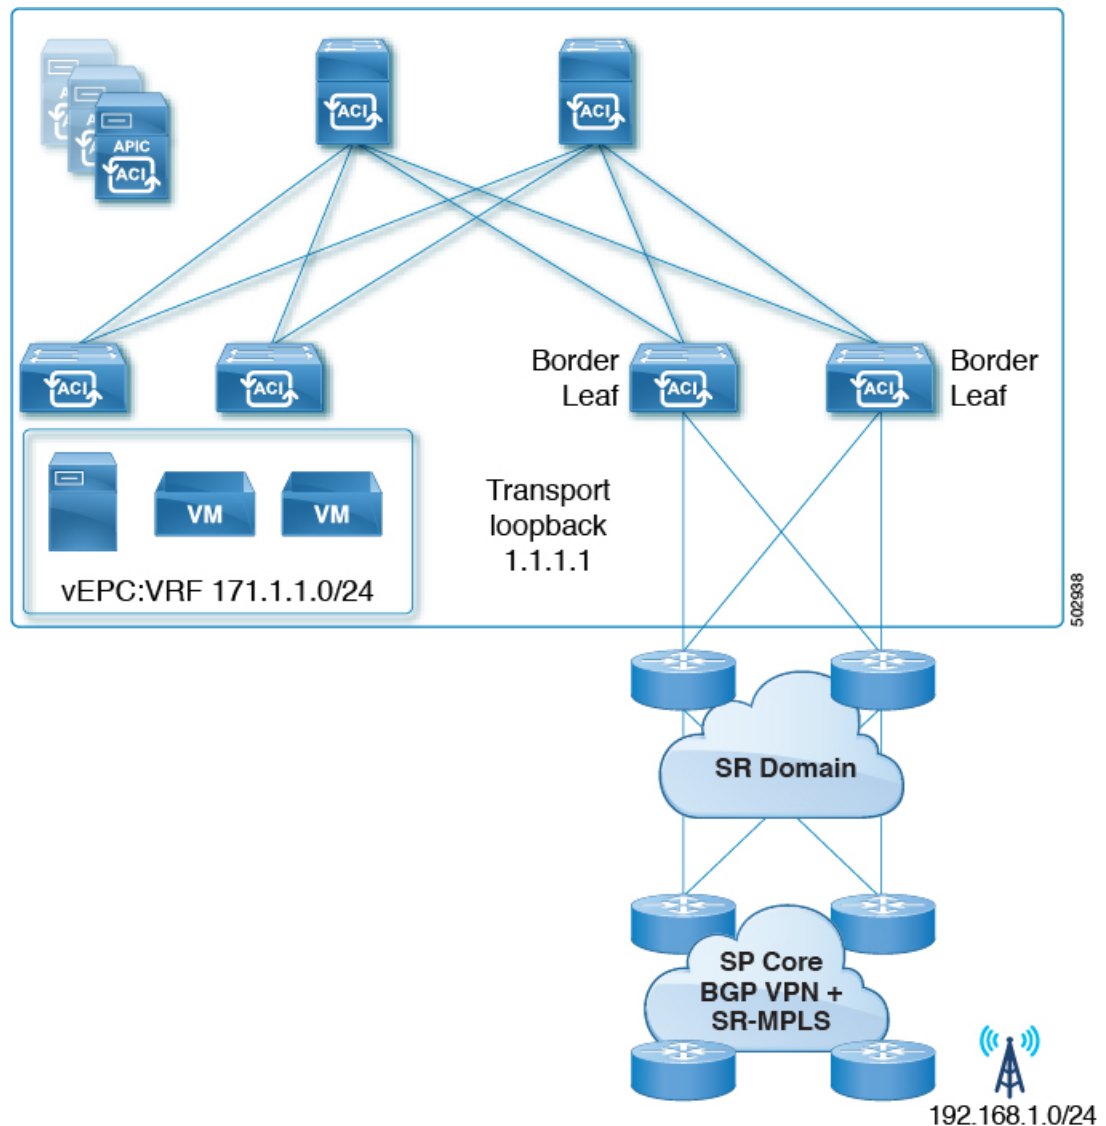 ACI
ACI
APIC
ACI
ACI
ACI
ACI
ACI
Border
Leaf
Border
Leaf
VM
VM
vEPC:VRF 171.1.1.0/24
Transport
loopback
1.1.1.1
502938
SR Domain
SP Core
BGP VPN +
SR-MPLS
192.168.1.0/24